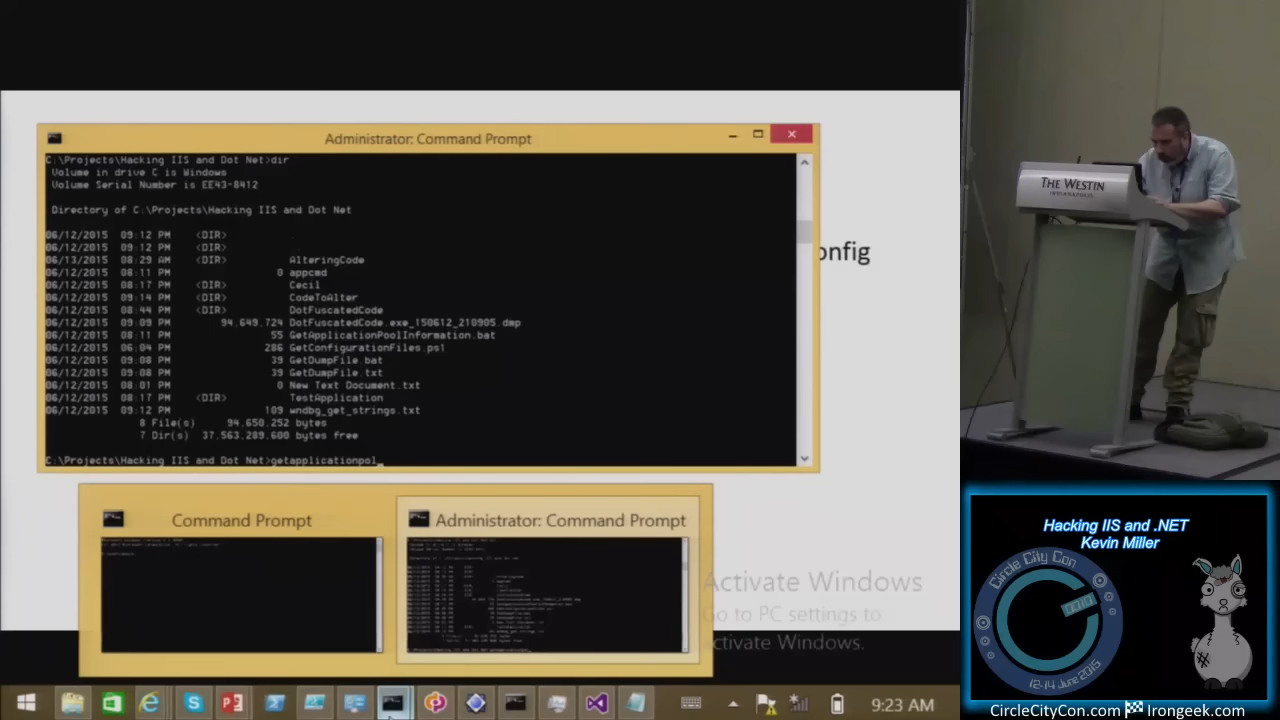 Administrator: Command Prompt
C:\Projects\Hacking IIS and Dot Net>dir
Volume in drive C is Windows
Volume Serial Number is EE43-8412
Directory of C:\Projects\Hacking IIS and Dot Net
06/12/2015 09:12 PM <DIR>
06/12/2015 09:12 PM <DIR>
06/13/2015 08:29 AM <DIR> AlteringCode
06/12/2015 08:11 PM 0 appcmd
06/12/2015 08:17 PM <DIR> Cecil
06/12/2015 09:14 PM <DIR> CodeToAlter
06/12/2015 08:44 PM <DIR> DotFuscatedCode
06/12/2015 09:09 PM 94,649,724 DotFuscatedCode.exe_150612_210905.dmp
06/12/2015 08:11 PM 55 GetApplicationPoolInformation.bat
06/12/2015 06:04 PM 286 GetConfigurationFiles.ps1
06/12/2015 09:08 PM 39 GetDumpFile.bat
06/12/2015 09:08 PM 39 GetDumpFile.txt
06/12/2015 08:01 PM 0 New Text Document.txt
06/12/2015 08:17 PM <DIR> TestApplication
06/12/2015 09:12 PM 109 wndbg_get_strings.txt
8 File(s) 94,650,252 bytes
7 Dir(s) 37,563,289,600 bytes free
C:\Projects\Hacking IIS and Dot Net>getapplicationpol_
onfig
Command Prompt
Administrator: Command Prompt
Activate Windows
Go to PC settings to
activate Windows.
9:23 AM
THE WESTIN
INDIANAPOLIS
Hacking IIS and .NET
Kevin Miller
Circle City Con
12-14 June 2015
CircleCityCon.com Irongeek.com